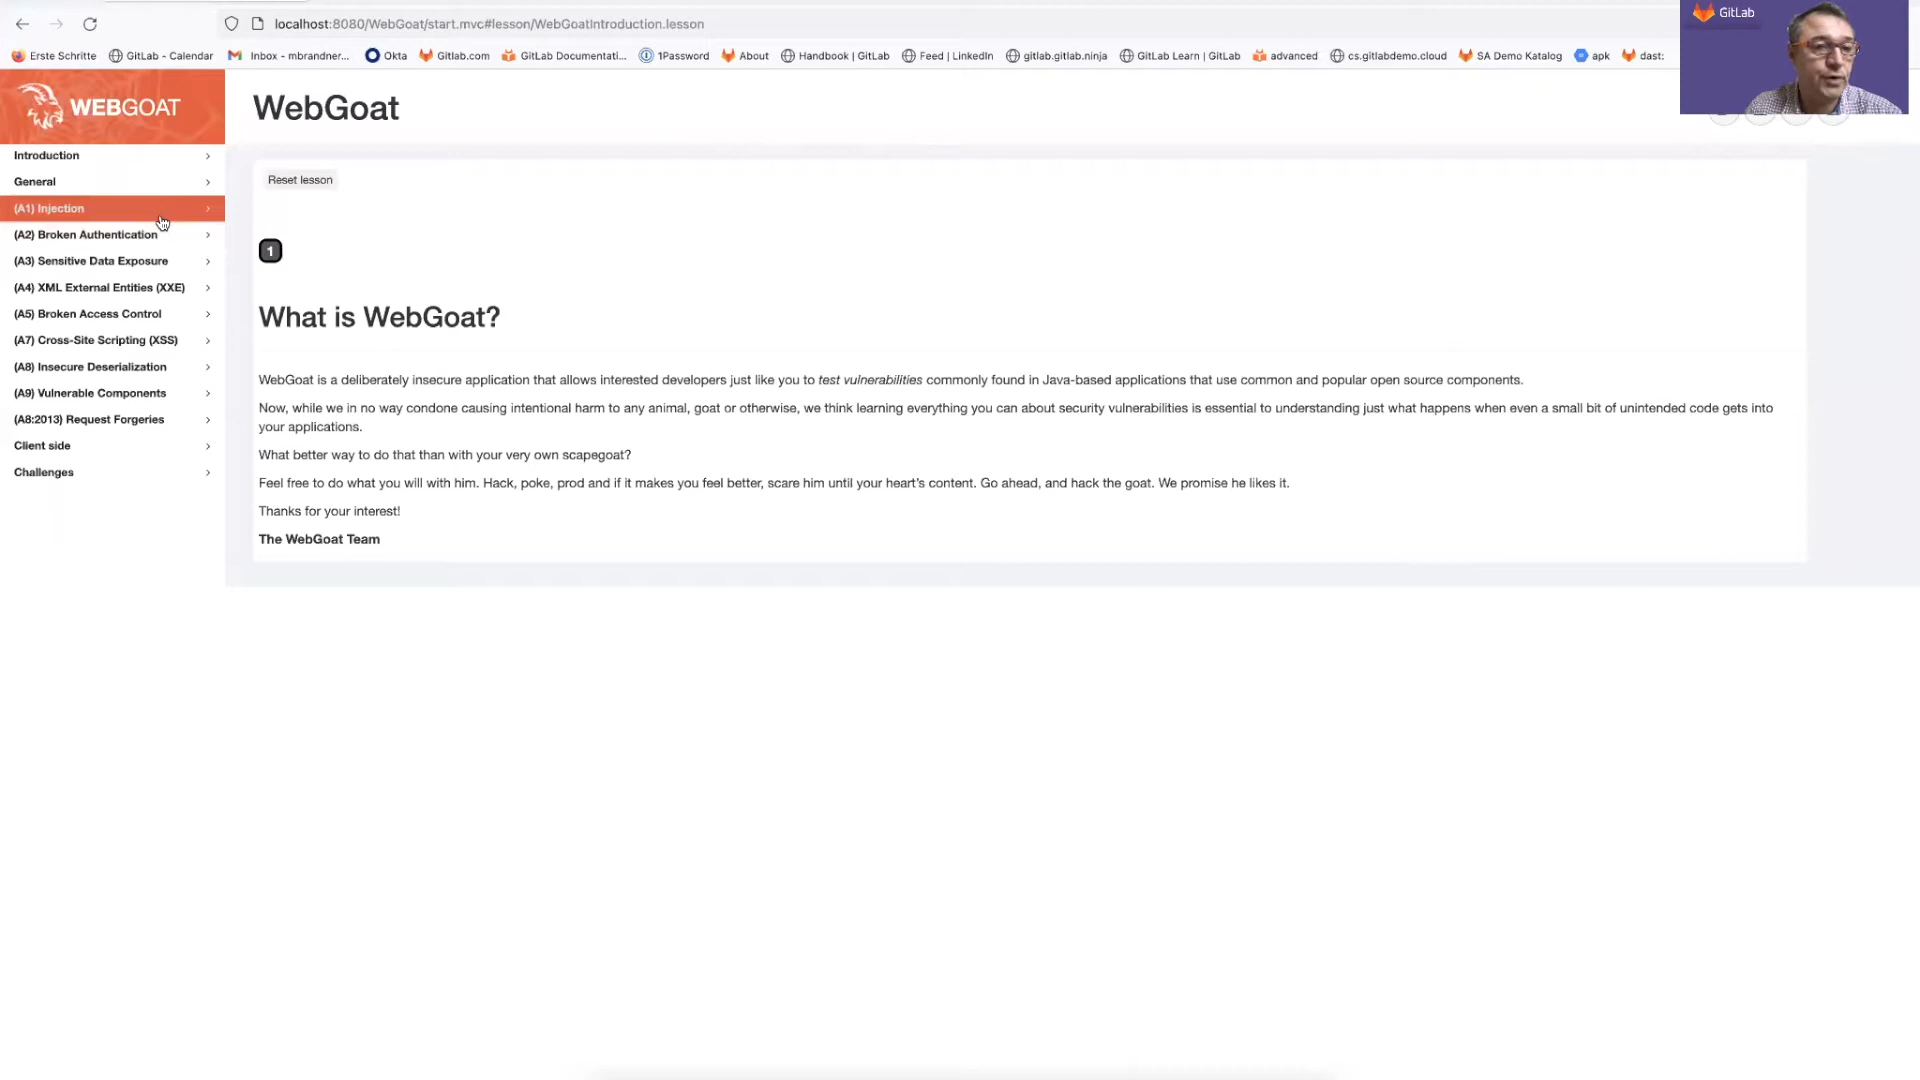 localhost:8080/WebGoat/start.mvc#lesson/WebGoatIntroduction.lesson
GitLab
Erste Schritte GitLab - Calendar Inbox - mbrandner... Okta Gitlab.com GitLab Documentati... 1Password About Handbook | GitLab Feed | LinkedIn gitlab.gitlab.ninja GitLab Learn | GitLab advanced cs.gitlabdemo.cloud SA Demo Katalog apk dast:
WEBGOAT
WebGoat
Introduction
General
(A1) Injection
(A2) Broken Authentication
(A3) Sensitive Data Exposure
(A4) XML External Entities (XXE)
(A5) Broken Access Control
(A7) Cross-Site Scripting (XSS)
(A8) Insecure Deserialization
(A9) Vulnerable Components
(A8:2013) Request Forgeries
Client side
Challenges
Reset lesson
1
What is WebGoat?
WebGoat is a deliberately insecure application that allows interested developers just like you to test vulnerabilities commonly found in Java-based applications that use common and popular open source components.
Now, while we in no way condone causing intentional harm to any animal, goat or otherwise, we think learning everything you can about security vulnerabilities is essential to understanding just what happens when even a small bit of unintended code gets into
your applications.
What better way to do that than with your very own scapegoat?
Feel free to do what you will with him. Hack, poke, prod and if it makes you feel better, scare him until your heart's content. Go ahead, and hack the goat. We promise he likes it.
Thanks for your interest!
The WebGoat Team